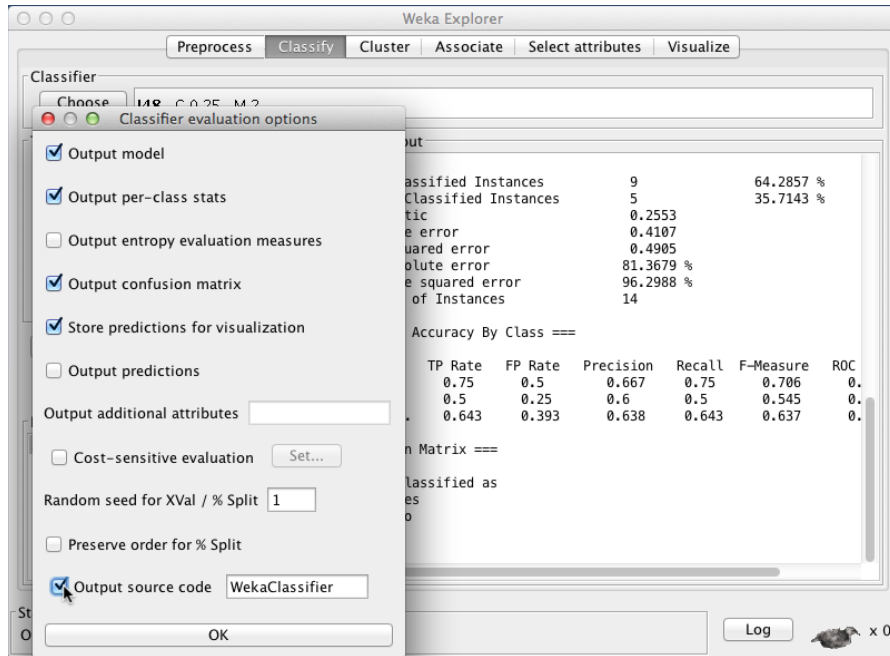 Weka Explorer
Preprocess Classify Cluster Associate Select attributes Visualize
Classifier
Choose J48 -C 0.25 -M 2
Classifier evaluation options
Output model
Output per-class stats
Output entropy evaluation measures
Output confusion matrix
Store predictions for visualization
Output predictions
Output additional attributes
Cost-sensitive evaluation Set...
Random seed for XVal / % Split 1
Preserve order for % Split
Output source code WekaClassifier
OK
put
assified Instances 9 64.2857 %
Classified Instances 5 35.7143 %
tic 0.2553
e error 0.4107
uared error 0.4905
olute error 81.3679 %
e squared error 96.2988 %
of Instances 14
Accuracy By Class ===
TP Rate FP Rate Precision Recall F-Measure ROC
0.75 0.5 0.667 0.75 0.706 0.
0.5 0.25 0.6 0.5 0.545 0.
. 0.643 0.393 0.638 0.643 0.637 0.
n Matrix ===
lassified as
es
o
St
O
Log x 0